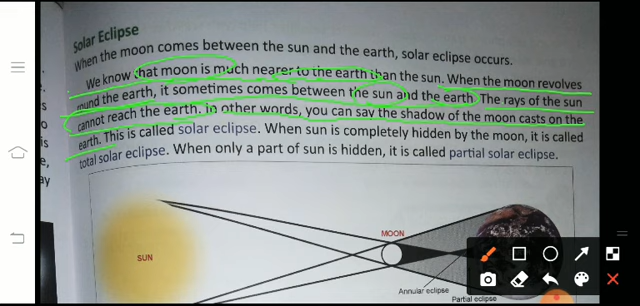 Solar Eclipse
When the moon comes between the sun and the earth, solar eclipse occurs.
We know that moon is much nearer to the earth than the sun. When the moon revolves
round the earth, it sometimes comes between the sun and the earth. The rays of the sun
cannot reach the earth. in other words, you can say the shadow of the moon casts on the
earth. This is called solar eclipse. When sun is completely hidden by the moon, it is called
total solar eclipse. When only a part of sun is hidden, it is called partial solar eclipse.
SUN
MOON
Annular eclipse
Partial eclipse